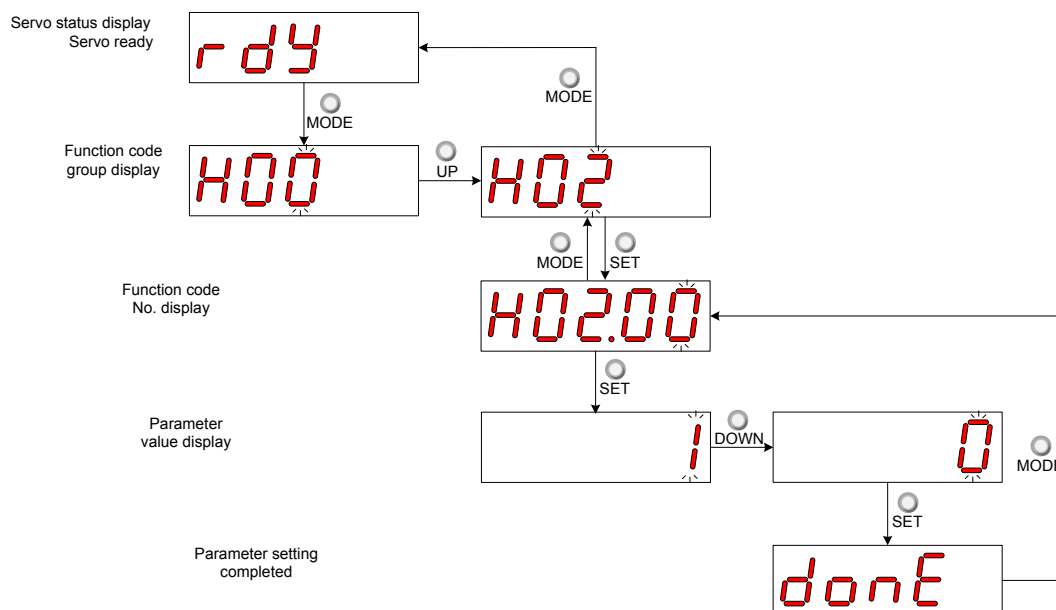 Servo status display
Servo ready
rdy
MODE
MODE
Function code
group display
H00
UP
H02
MODE
SET
Function code
No. display
H02.00
SET
Parameter
value display
1
DOWN
0
MODE
SET
Parameter setting
completed
donE